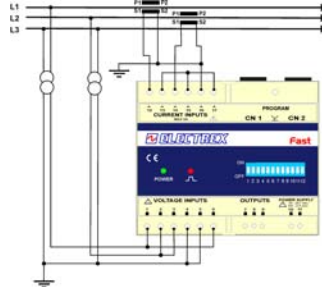 P1 P2
L1
S1 S2 P1 P2
L2
S1 S2
L3
CURRENT INPUTS
PROGRAM
CN 1 CN 2
ELECTREX
Fast
CE
ON
OFF
POWER
1 2 3 4 5 6 7 8 9 10 11 12
VOLTAGE INPUTS
OUTPUTS
POWER SUPPLY